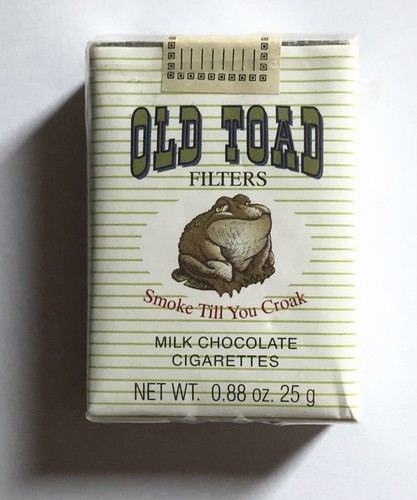 OLD TOAD
FILTERS
Smoke Till You Croak
MILK CHOCOLATE
CIGARETTES
NET WT. 0.88 oz. 25 g